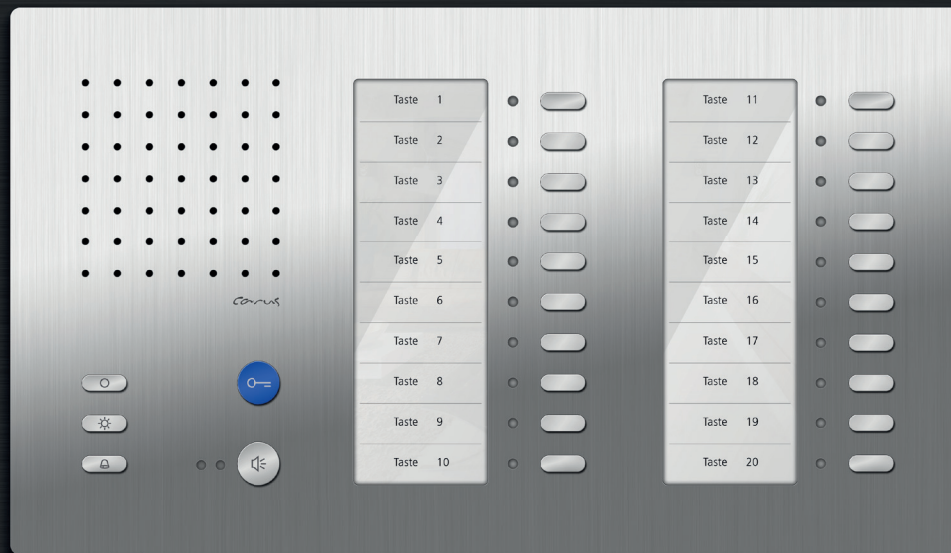 Taste 1
Taste 2
Taste 3
Taste 4
Taste 5
Taste 6
Taste 7
Taste 8
Taste 9
Taste 10
Taste 11
Taste 12
Taste 13
Taste 14
Taste 15
Taste 16
Taste 17
Taste 18
Taste 19
Taste 20
carus